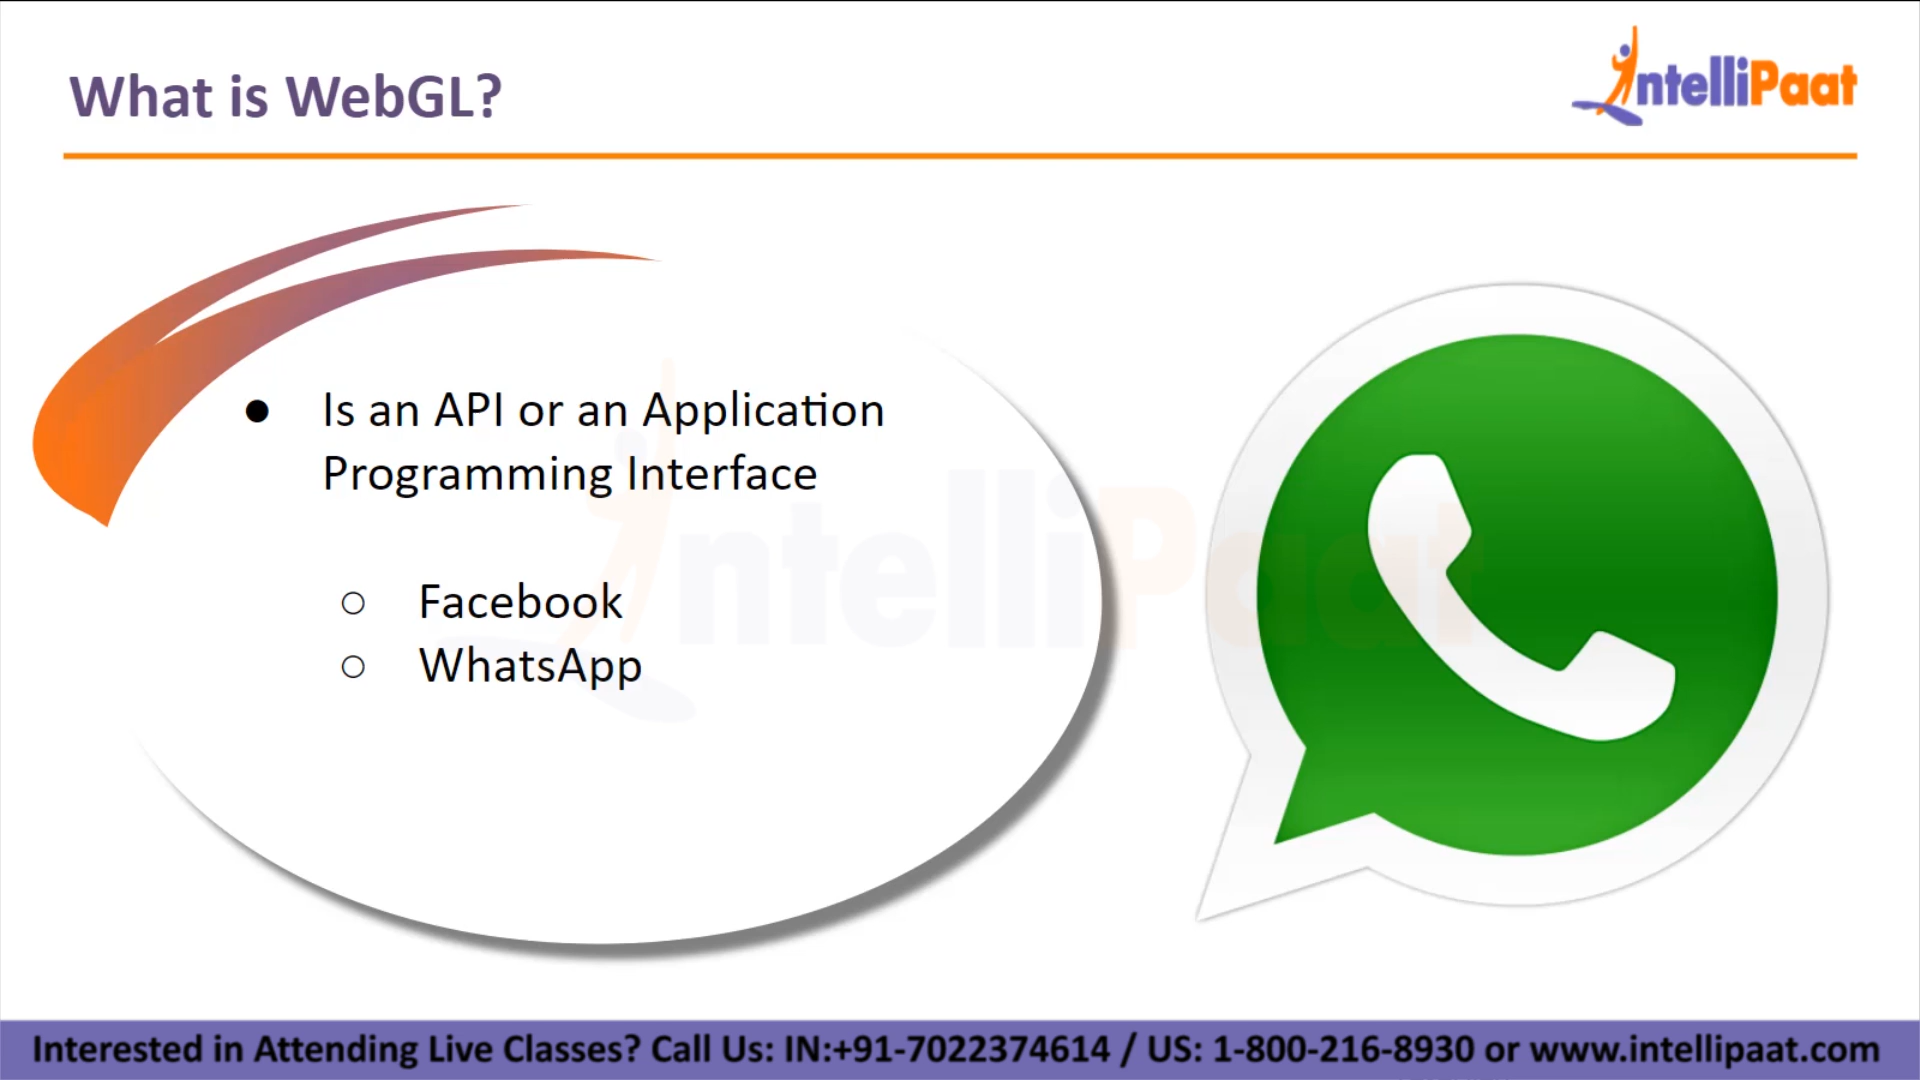 What is WebGL?
IntelliPaat
● Is an API or an Application
Programming Interface
○ Facebook
○ WhatsApp
IntelliPaat
Interested in Attending Live Classes? Call Us: IN:+91-7022374614 / US: 1-800-216-8930 or www.intellipaat.com